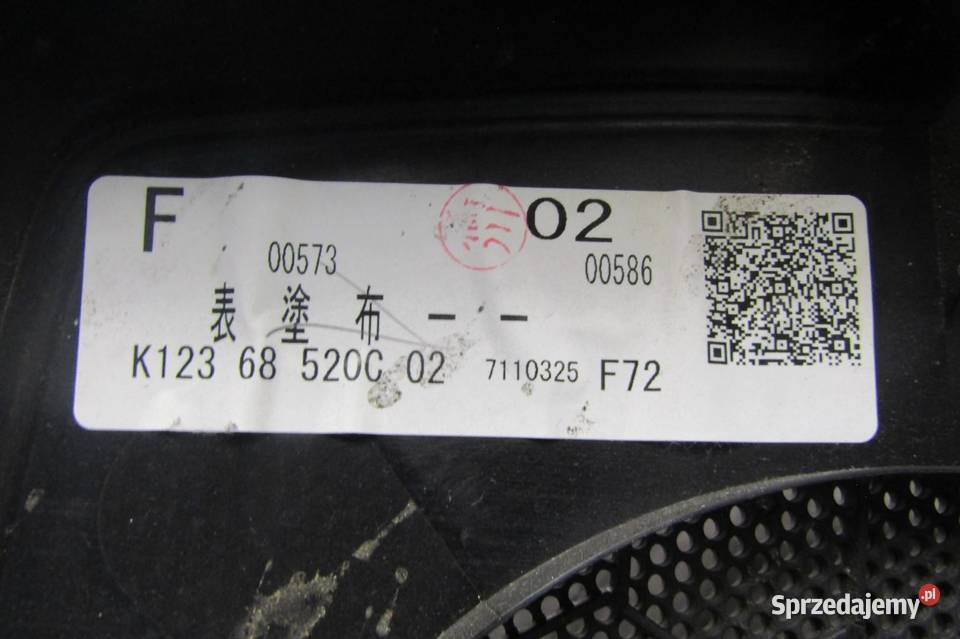 F 02
00573 00586
表 塗 布 - -
K123 68 520C 02 7110325 F72
Sprzedajemy.pl